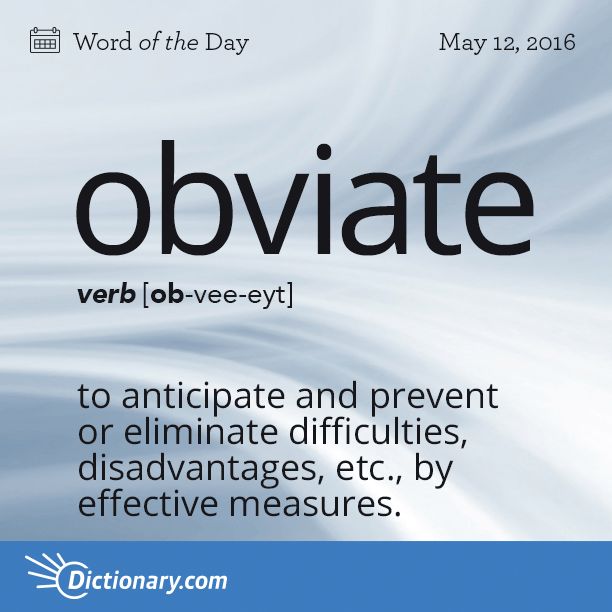 Word of the Day
May 12, 2016
obviate
verb [ob-vee-eyt]
to anticipate and prevent
or eliminate difficulties,
disadvantages, etc., by
effective measures.
Dictionary.com